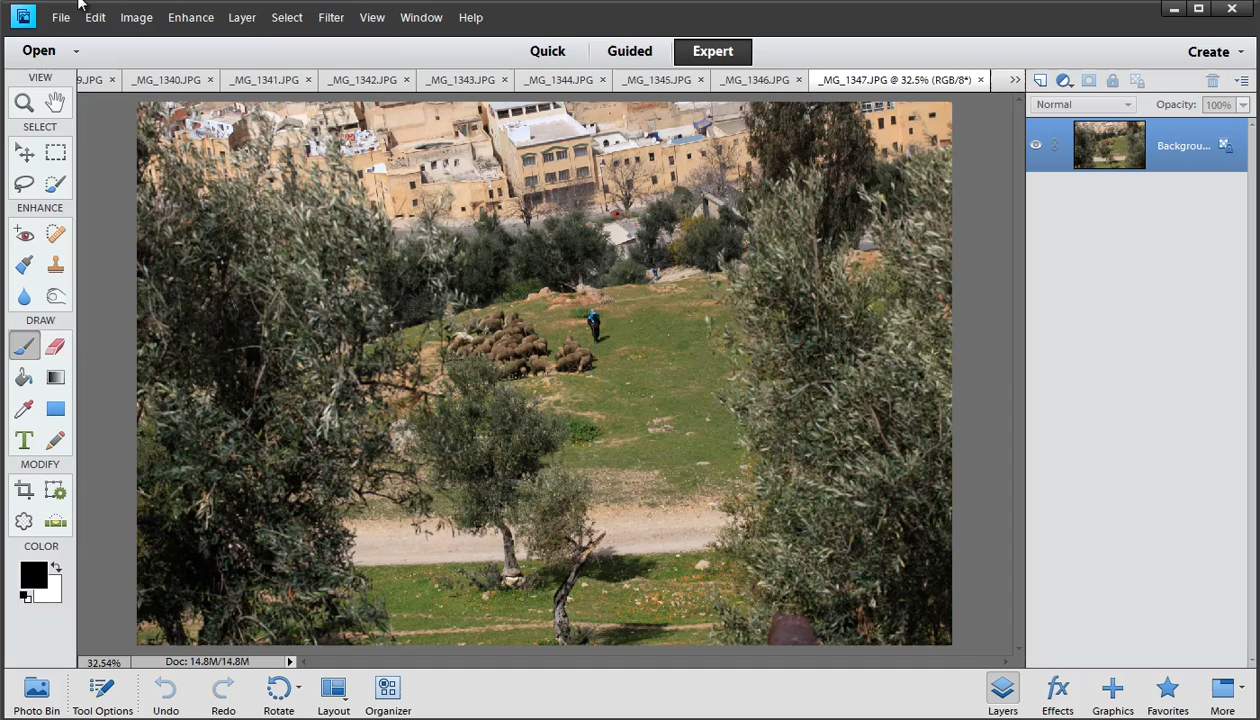 File Edit Image Enhance Layer Select Filter View Window Help
Open Quick Guided Expert Create
9.JPG × _MG_1340.JPG × _MG_1341.JPG × _MG_1342.JPG × _MG_1343.JPG × _MG_1344.JPG × _MG_1345.JPG × _MG_1346.JPG × _MG_1347.JPG @ 32.5% (RGB/8*) × >>
VIEW
SELECT
ENHANCE
DRAW
T
MODIFY
COLOR
Normal Opacity: 100%
Backgrou...
32.54% Doc: 14.8M/14.8M
fx
Photo Bin Tool Options Undo Redo Rotate Layout Organizer Layers Effects Graphics Favorites More